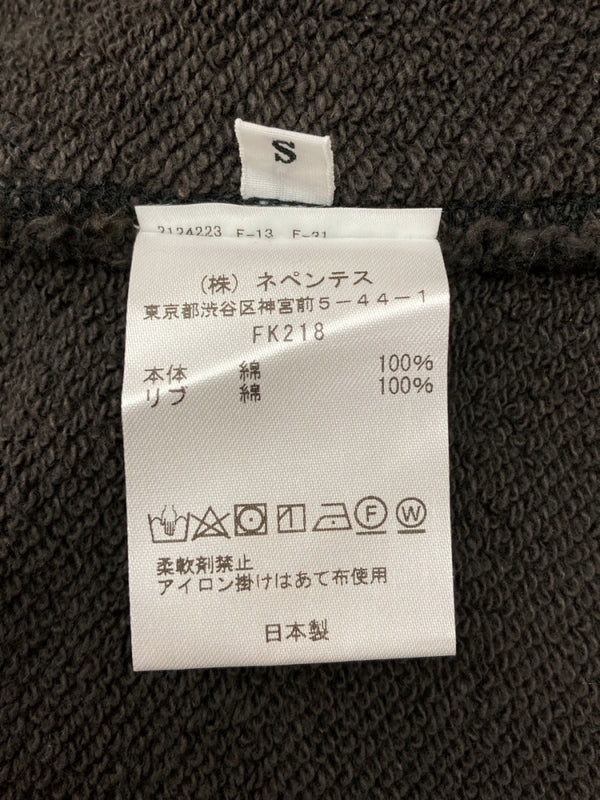 S
2124223 F-13 F-31
(株) ネペンテス
東京都渋谷区神宮前5-44-1
FK218
本体 綿 100%
リブ 綿 100%
F W
柔軟剤禁止
アイロン掛けはあて布使用
日本製